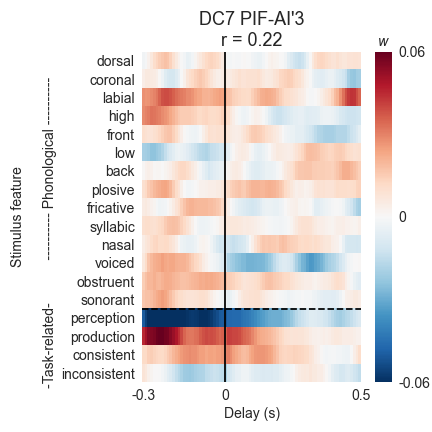 DC7 PIF-AI'3
r = 0.22
w
dorsal
coronal
labial
high
front
low
back
plosive
fricative
syllabic
nasal
voiced
obstruent
sonorant
perception
production
consistent
inconsistent
Stimulus feature
---------- Phonological ----------
-Task-related-
-0.3 0 0.5
Delay (s)
0.06
0
-0.06